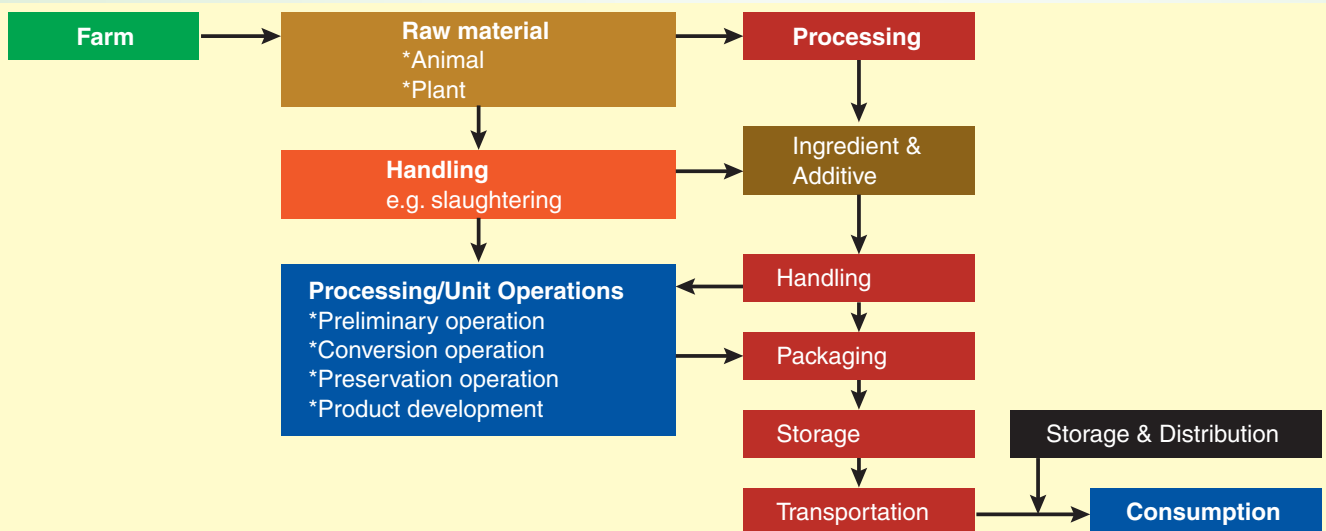 Farm
Raw material
*Animal
*Plant
Processing
Handling
e.g. slaughtering
Ingredient &
Additive
Processing/Unit Operations
*Preliminary operation
*Conversion operation
*Preservation operation
*Product development
Handling
Packaging
Storage
Storage & Distribution
Transportation
Consumption